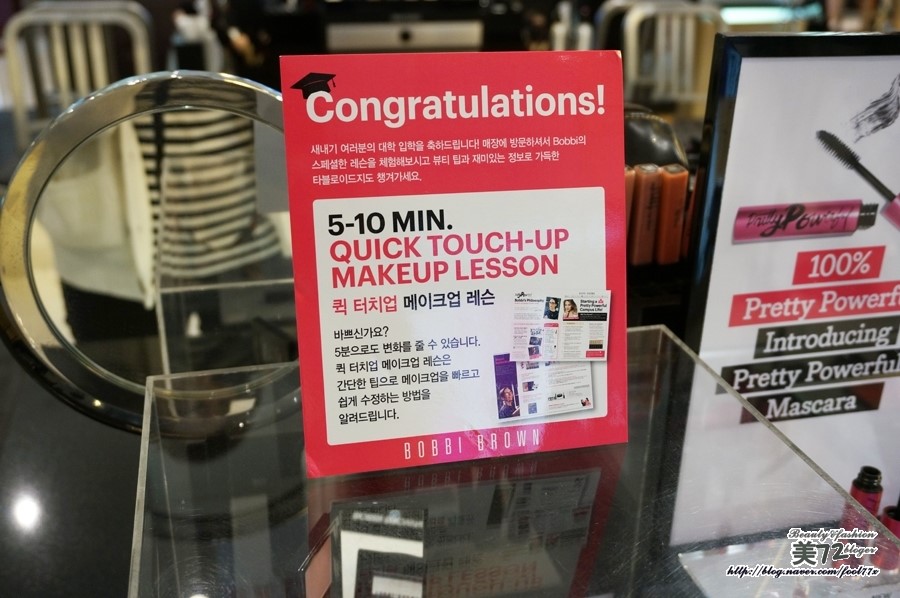 Congratulations!
새내기 여러분의 대학 입학을 축하드립니다! 매장에 방문하셔서 Bobbi의
스페셜한 레슨을 체험해보시고 뷰티 팁과 재미있는 정보로 가득한
타블로이드지도 챙겨가세요.
5-10 MIN.
QUICK TOUCH-UP
MAKEUP LESSON
퀵 터치업 메이크업 레슨
바쁘신가요?
5분으로도 변화를 줄 수 있습니다.
퀵 터치업 메이크업 레슨은
간단한 팁으로 메이크업을 빠르고
쉽게 수정하는 방법을
알려드립니다.
BOBBI BROWN
100%
Pretty Powerfu
Introducing
Pretty Powerful
Mascara
Beauty&fashion
美72 bloger
http://blog.naver.com/fool77x